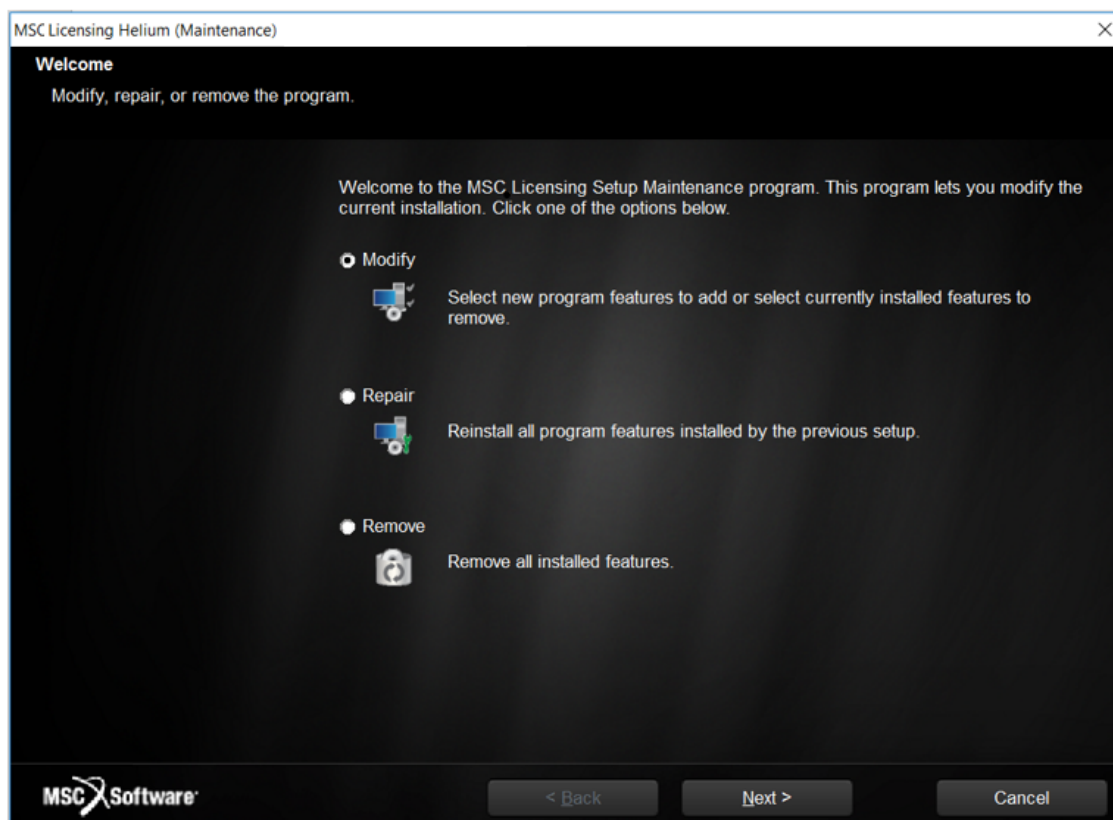 MSC Licensing Helium (Maintenance)
Welcome
Modify, repair, or remove the program.
Welcome to the MSC Licensing Setup Maintenance program. This program lets you modify the
current installation. Click one of the options below.
Modify
Select new program features to add or select currently installed features to
remove.
Repair
Reinstall all program features installed by the previous setup.
Remove
Remove all installed features.
MSC Software
< Back
Next >
Cancel